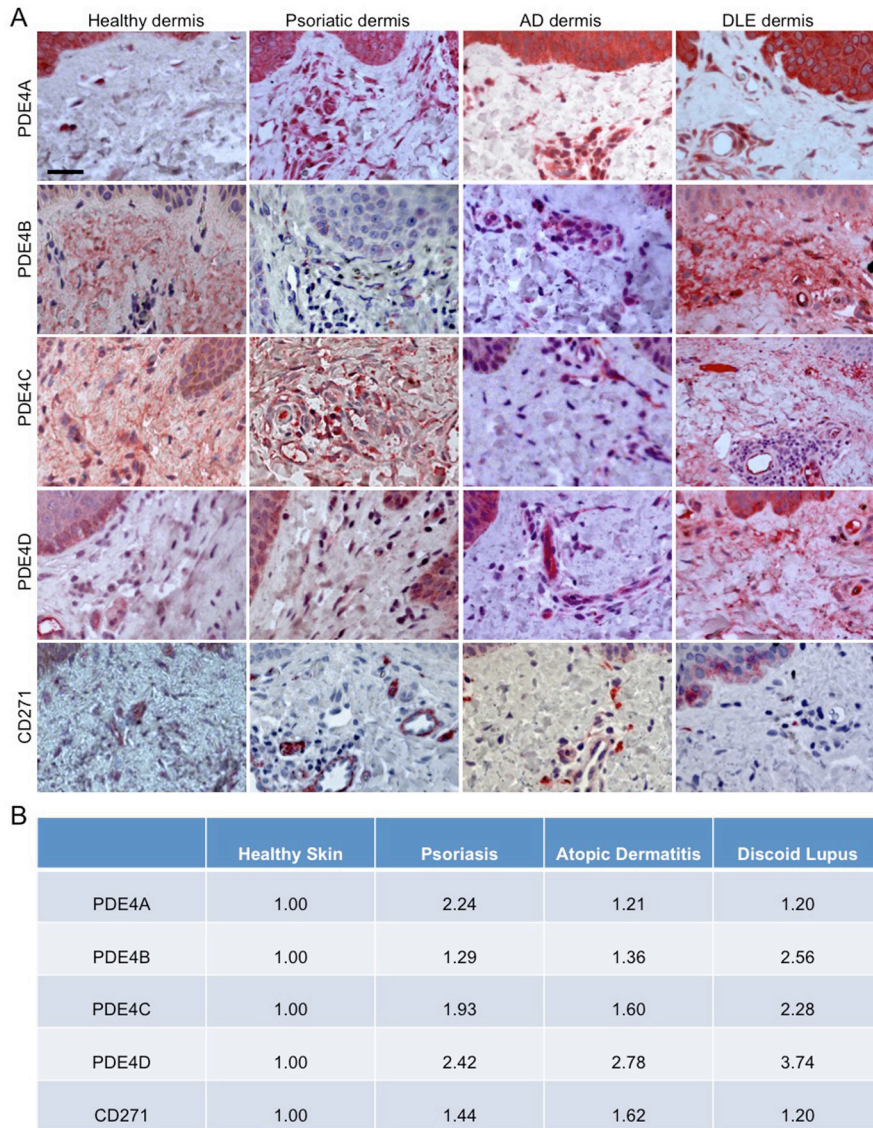 A
Healthy dermis Psoriatic dermis AD dermis DLE dermis
PDE4A
PDE4B
PDE4C
PDE4D
CD271
B
Healthy Skin Psoriasis Atopic Dermatitis Discoid Lupus
PDE4A 1.00 2.24 1.21 1.20
PDE4B 1.00 1.29 1.36 2.56
PDE4C 1.00 1.93 1.60 2.28
PDE4D 1.00 2.42 2.78 3.74
CD271 1.00 1.44 1.62 1.20